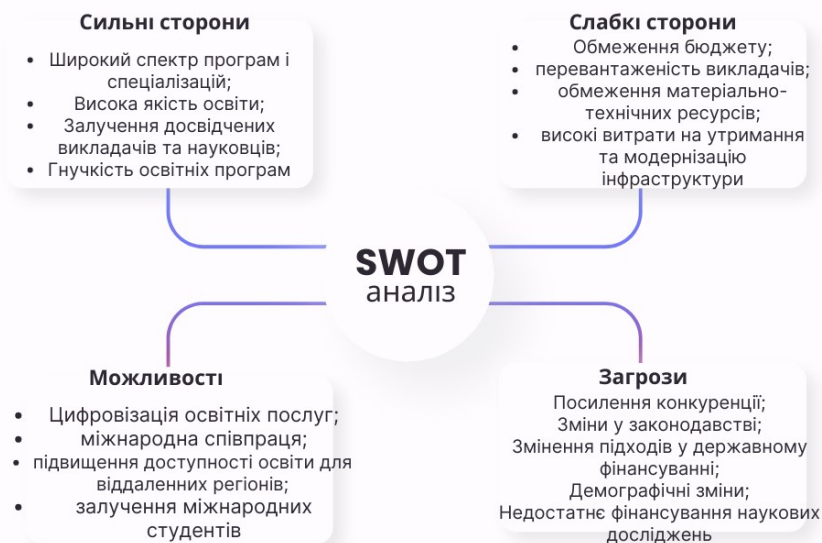 Сильні сторони
• Широкий спектр програм і
спеціалізацій;
• Висока якість освіти;
• Залучення досвідчених
викладачів та науковців;
• Гнучкість освітніх програм
Слабкі сторони
• Обмеження бюджету;
• перевантаженість викладачів;
• обмеження матеріально-
технічних ресурсів;
• високі витрати на утримання
та модернізацію
інфраструктури
SWOT
аналіз
Можливості
• Цифровізація освітніх послуг;
• міжнародна співпраця;
• підвищення доступності освіти для
віддаленних регіонів;
• залучення міжнародних
студентів
Загрози
Посилення конкуренції;
Зміни у законодавстві;
Змінення підходів у державному
фінансуванні;
Демографічні зміни;
Недостатнє фінансування наукових
досліджень